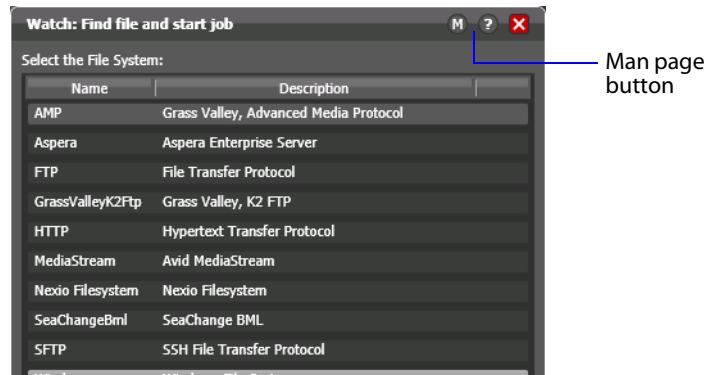 Watch: Find file and start job M ?
Select the File System:
Name Description
AMP Grass Valley, Advanced Media Protocol
Aspera Aspera Enterprise Server
FTP File Transfer Protocol
GrassValleyK2Ftp Grass Valley, K2 FTP
HTTP Hypertext Transfer Protocol
MediaStream Avid MediaStream
Nexio Filesystem Nexio Filesystem
SeaChangeBml SeaChange BML
SFTP SSH File Transfer Protocol
Man page
button